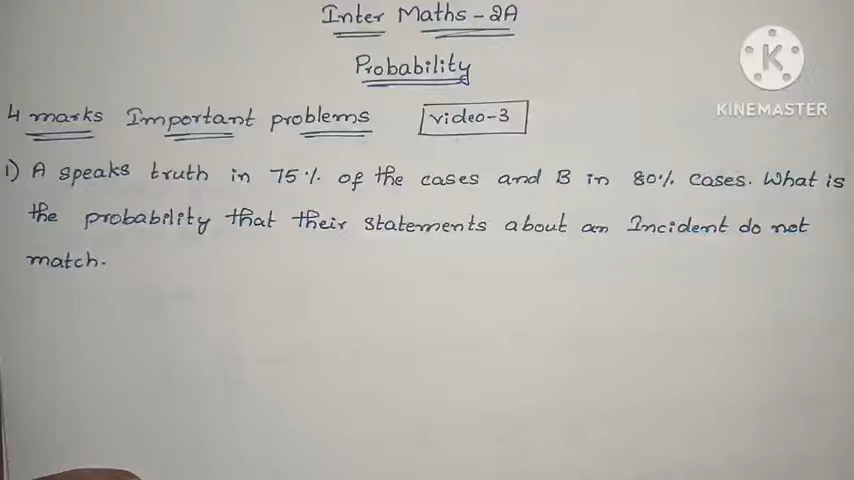 Inter Maths - 2A
Probability
4 marks Important problems video-3
1) A speaks truth in 75% of the cases and B in 80% cases. What is
the probability that their statements about an Incident do not
match.
K
KINEMASTER